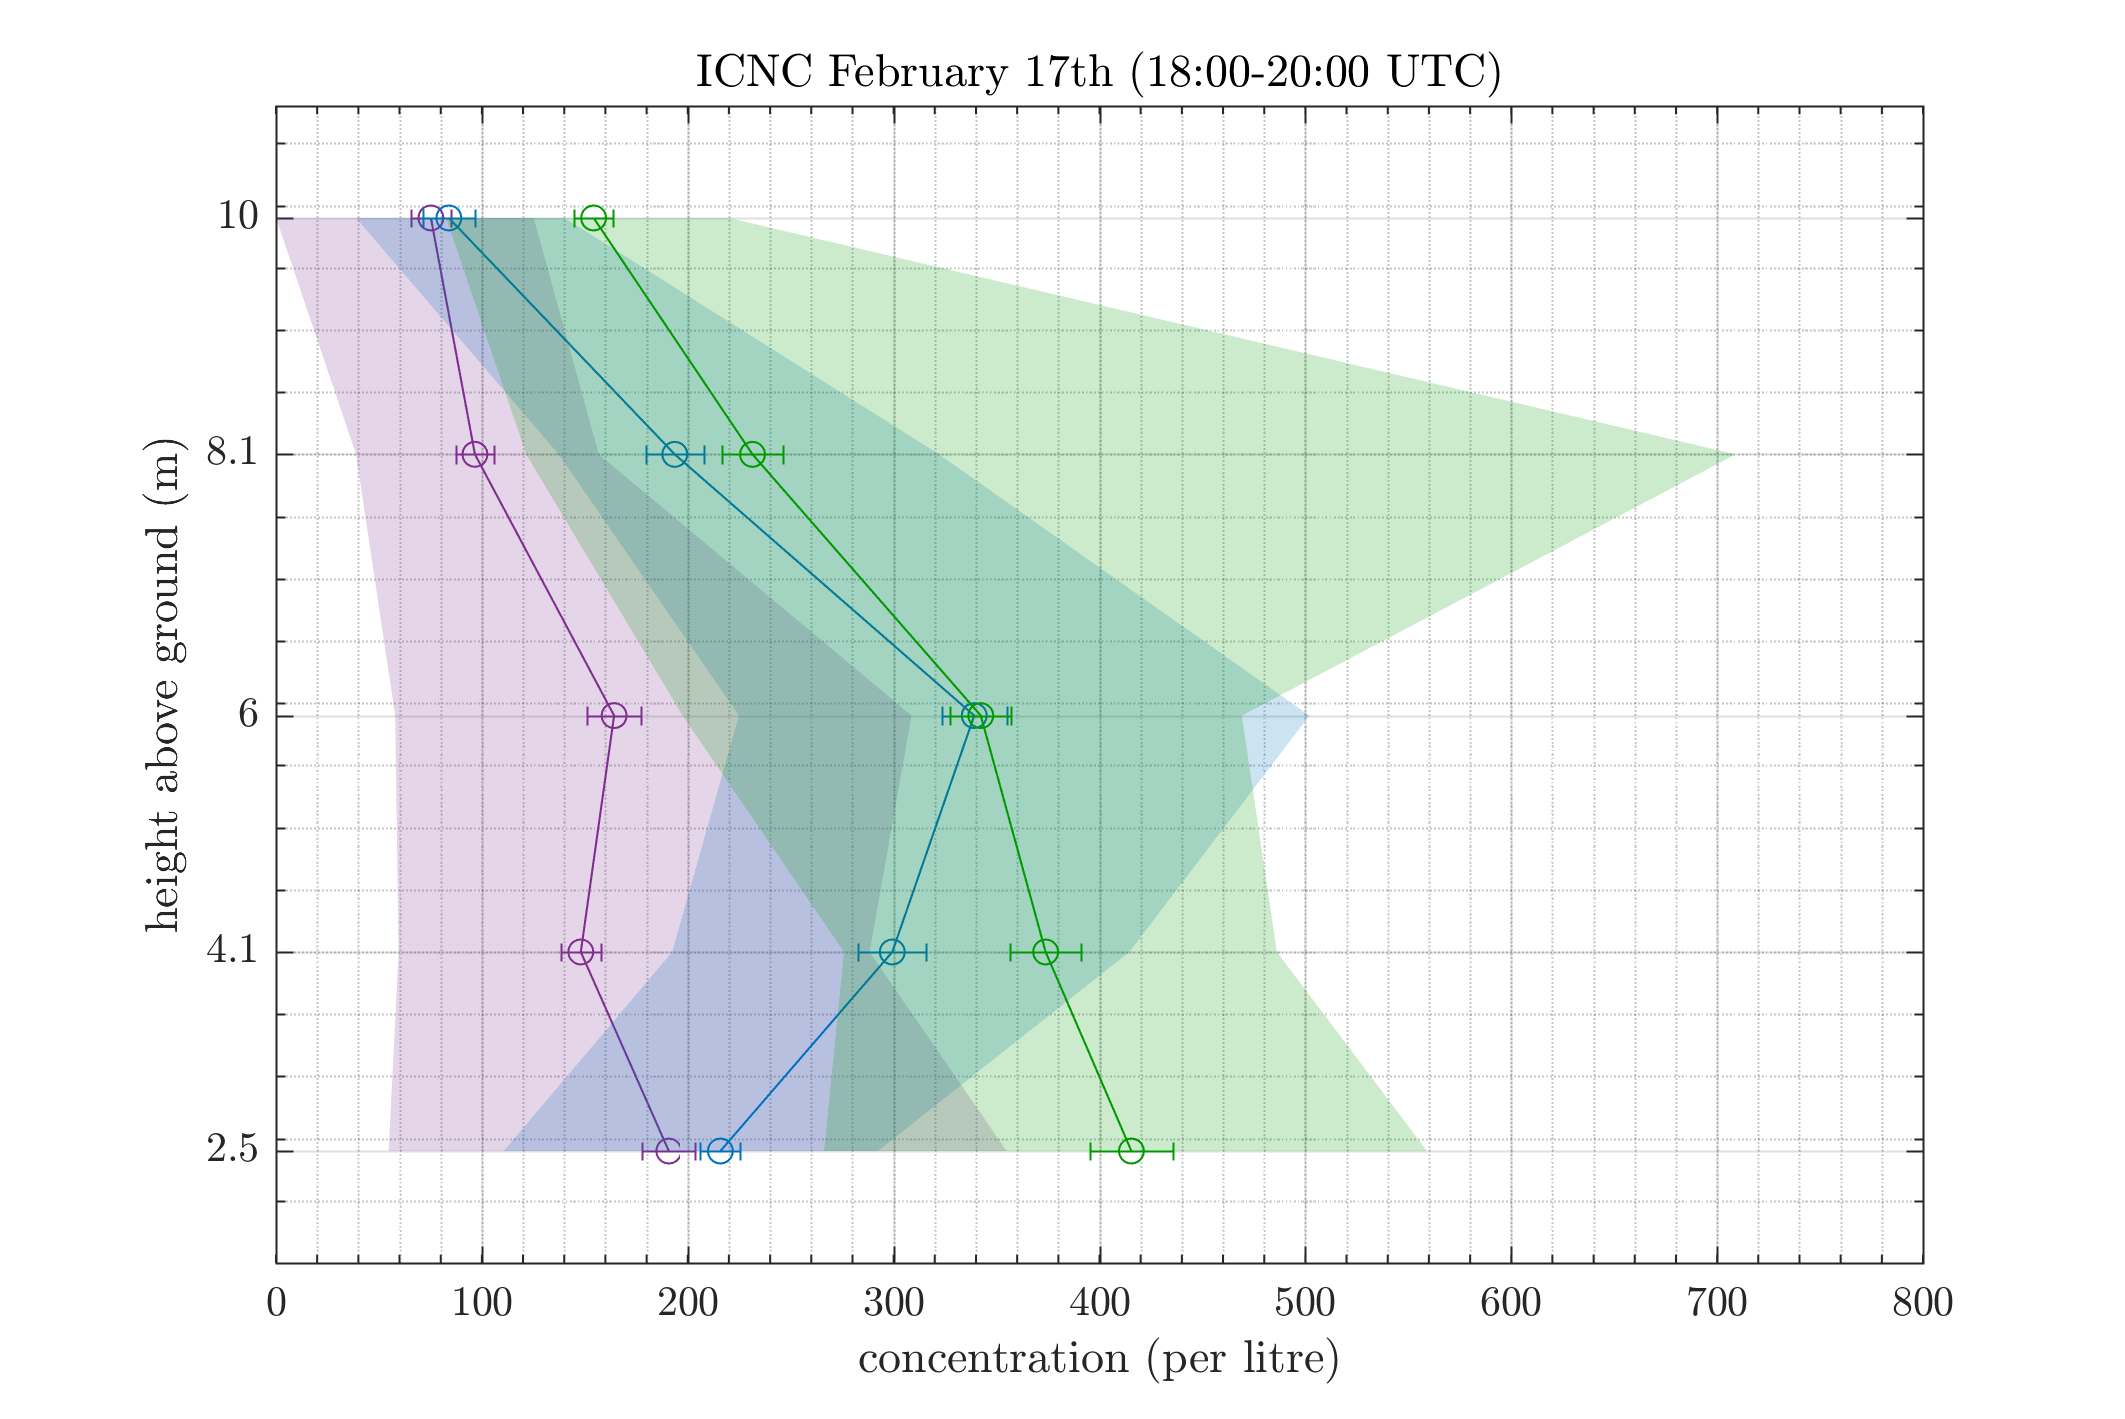 ICNC February 17th (18:00-20:00 UTC)
10
8.1
6
4.1
2.5
height above ground (m)
0 100 200 300 400 500 600 700 800
concentration (per litre)